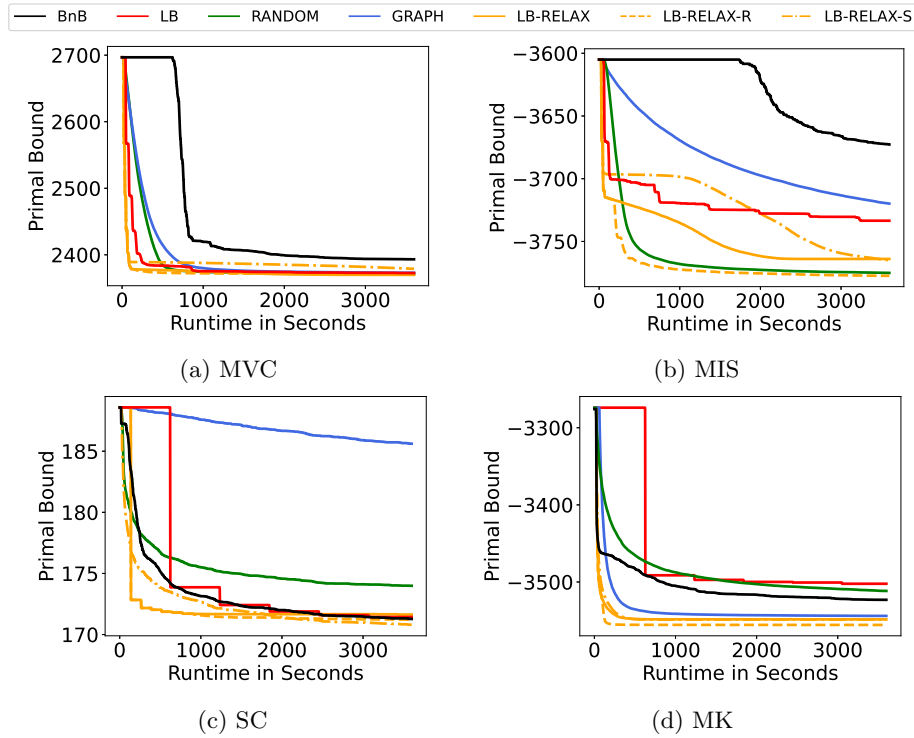 BnB LB RANDOM GRAPH LB-RELAX LB-RELAX-R LB-RELAX-S
Primal Bound
2700
2600
2500
2400
0 1000 2000 3000
Runtime in Seconds
(a) MVC
Primal Bound
−3600
−3650
−3700
−3750
0 1000 2000 3000
Runtime in Seconds
(b) MIS
Primal Bound
185
180
175
170
0 1000 2000 3000
Runtime in Seconds
(c) SC
Primal Bound
−3300
−3400
−3500
0 1000 2000 3000
Runtime in Seconds
(d) MK